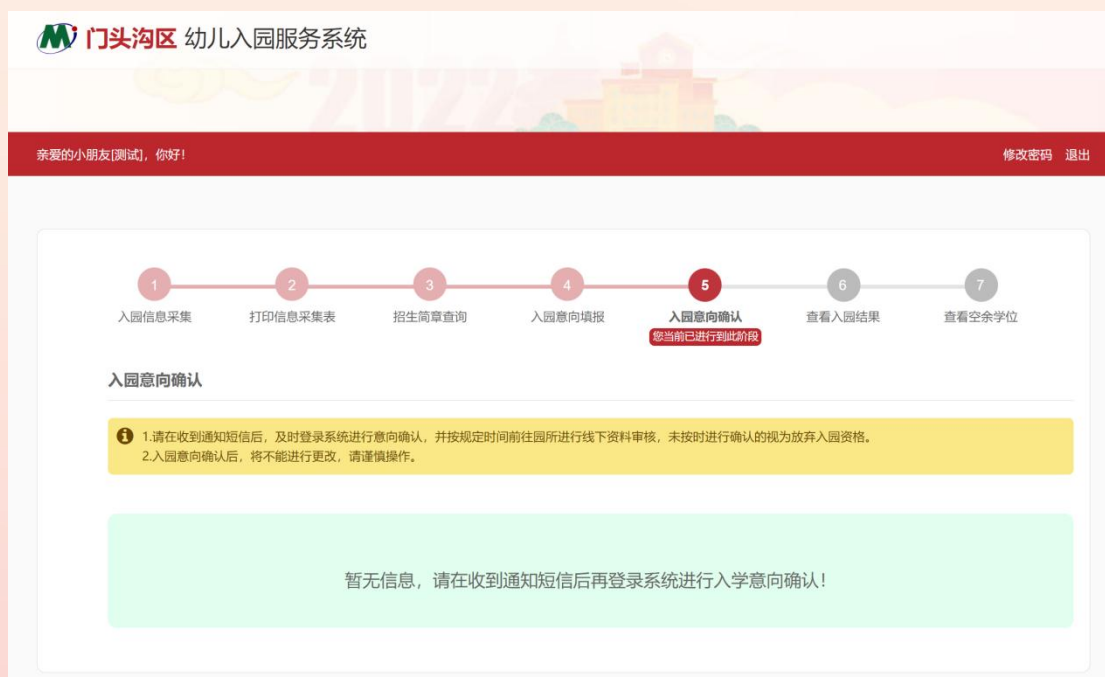 门头沟区 幼儿入园服务系统
2022
亲爱的小朋友[测试]，你好！
修改密码 退出
1 2 3 4 5 6 7
入园信息采集 打印信息采集表 招生简章查询 入园意向填报 入园意向确认 查看入园结果 查看空余学位
您当前已进行到此阶段
入园意向确认
1.请在收到通知短信后，及时登录系统进行意向确认，并按规定时间前往园所进行线下资料审核，未按时进行确认的视为放弃入园资格。
2.入园意向确认后，将不能进行更改，请谨慎操作。
暂无信息，请在收到通知短信后再登录系统进行入学意向确认！